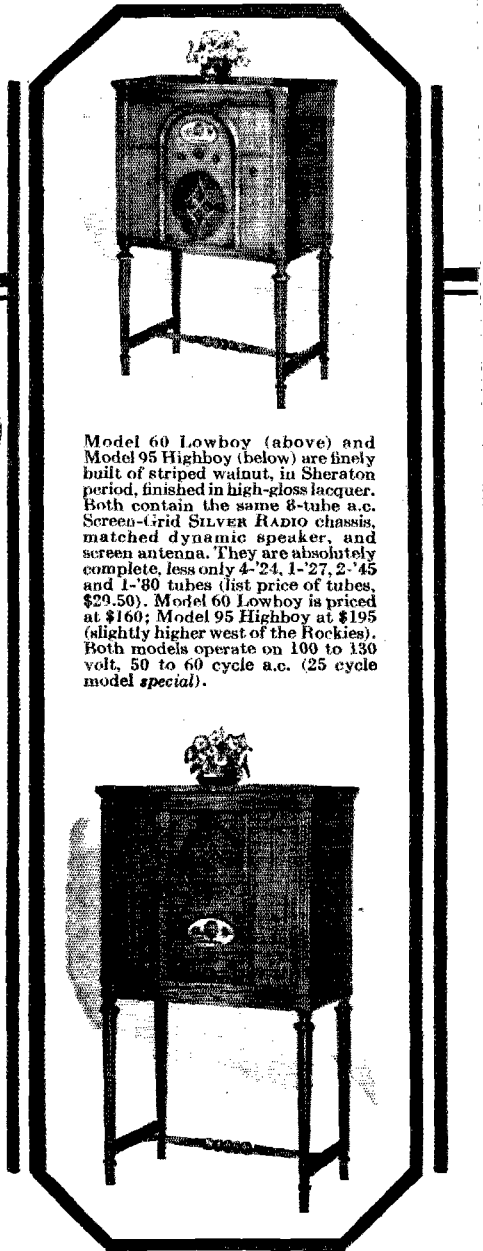 Model 60 Lowboy (above) and
Model 95 Highboy (below) are finely
built of striped walnut, in Sheraton
period, finished in high-gloss lacquer.
Both contain the same 8-tube a.c.
Screen-Grid SILVER RADIO chassis,
matched dynamic speaker, and
screen antenna. They are absolutely
complete, less only 4-'24, 1-'27, 2-'45
and 1-'80 tubes (list price of tubes,
$29.50). Model 60 Lowboy is priced
at $160; Model 95 Highboy at $195
(slightly higher west of the Rockies).
Both models operate on 100 to 130
volt, 50 to 60 cycle a.c. (25 cycle
model special).